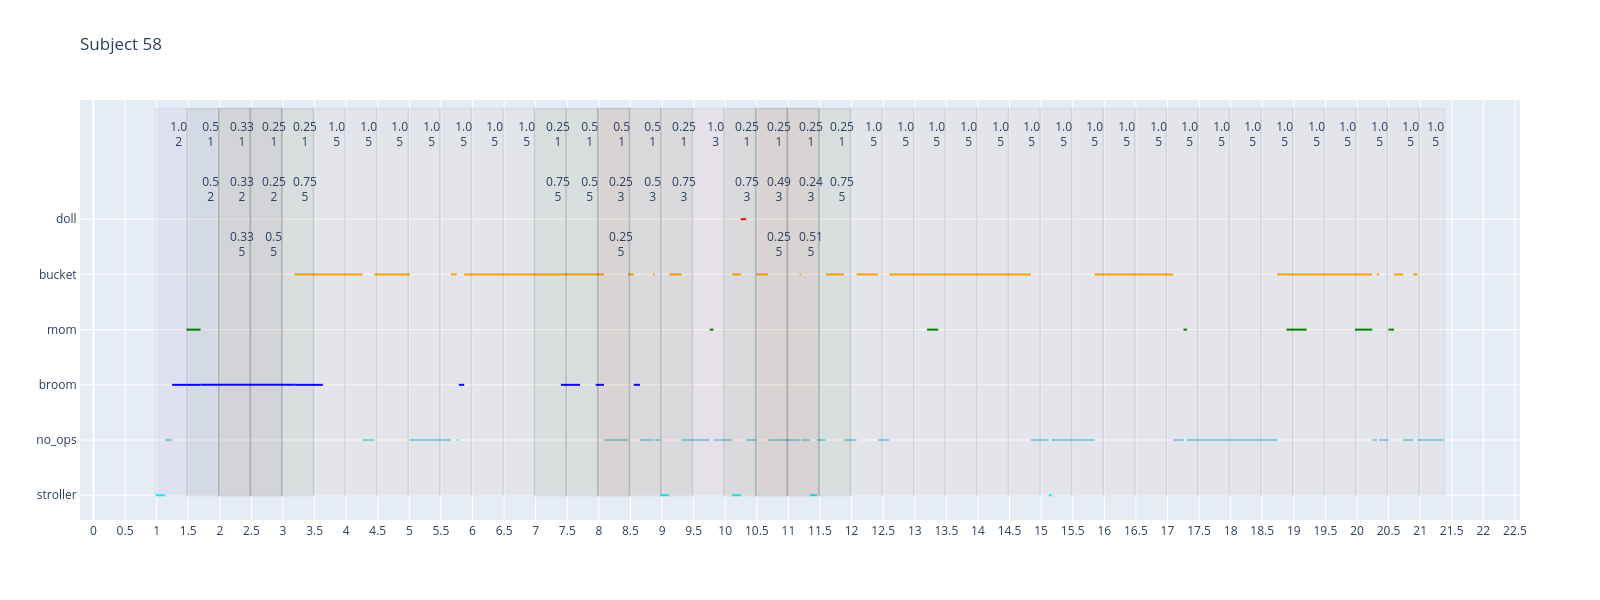 Subject 58
1.0 0.5 0.33 0.25 0.25 1.0 1.0 1.0 1.0 1.0 1.0 1.0 0.25 0.5 0.5 0.5 0.25 1.0 0.25 0.25 0.25 0.25 1.0 1.0 1.0 1.0 1.0 1.0 1.0 1.0 1.0 1.0 1.0 1.0 1.0 1.0 1.0 1.0 1.0 1.0 1.0
2 1 1 1 1 5 5 5 5 5 5 5 1 1 1 1 1 3 1 1 1 1 5 5 5 5 5 5 5 5 5 5 5 5 5 5 5 5 5 5 5
0.5 0.33 0.25 0.75 0.75 0.5 0.25 0.5 0.75 0.75 0.49 0.24 0.75
2 2 2 5 5 5 3 3 3 3 3 3 5
doll
0.33 0.5 0.25 0.25 0.51
5 5 5 5 5
bucket
mom
broom
no_ops
stroller
0 0.5 1 1.5 2 2.5 3 3.5 4 4.5 5 5.5 6 6.5 7 7.5 8 8.5 9 9.5 10 10.5 11 11.5 12 12.5 13 13.5 14 14.5 15 15.5 16 16.5 17 17.5 18 18.5 19 19.5 20 20.5 21 21.5 22 22.5